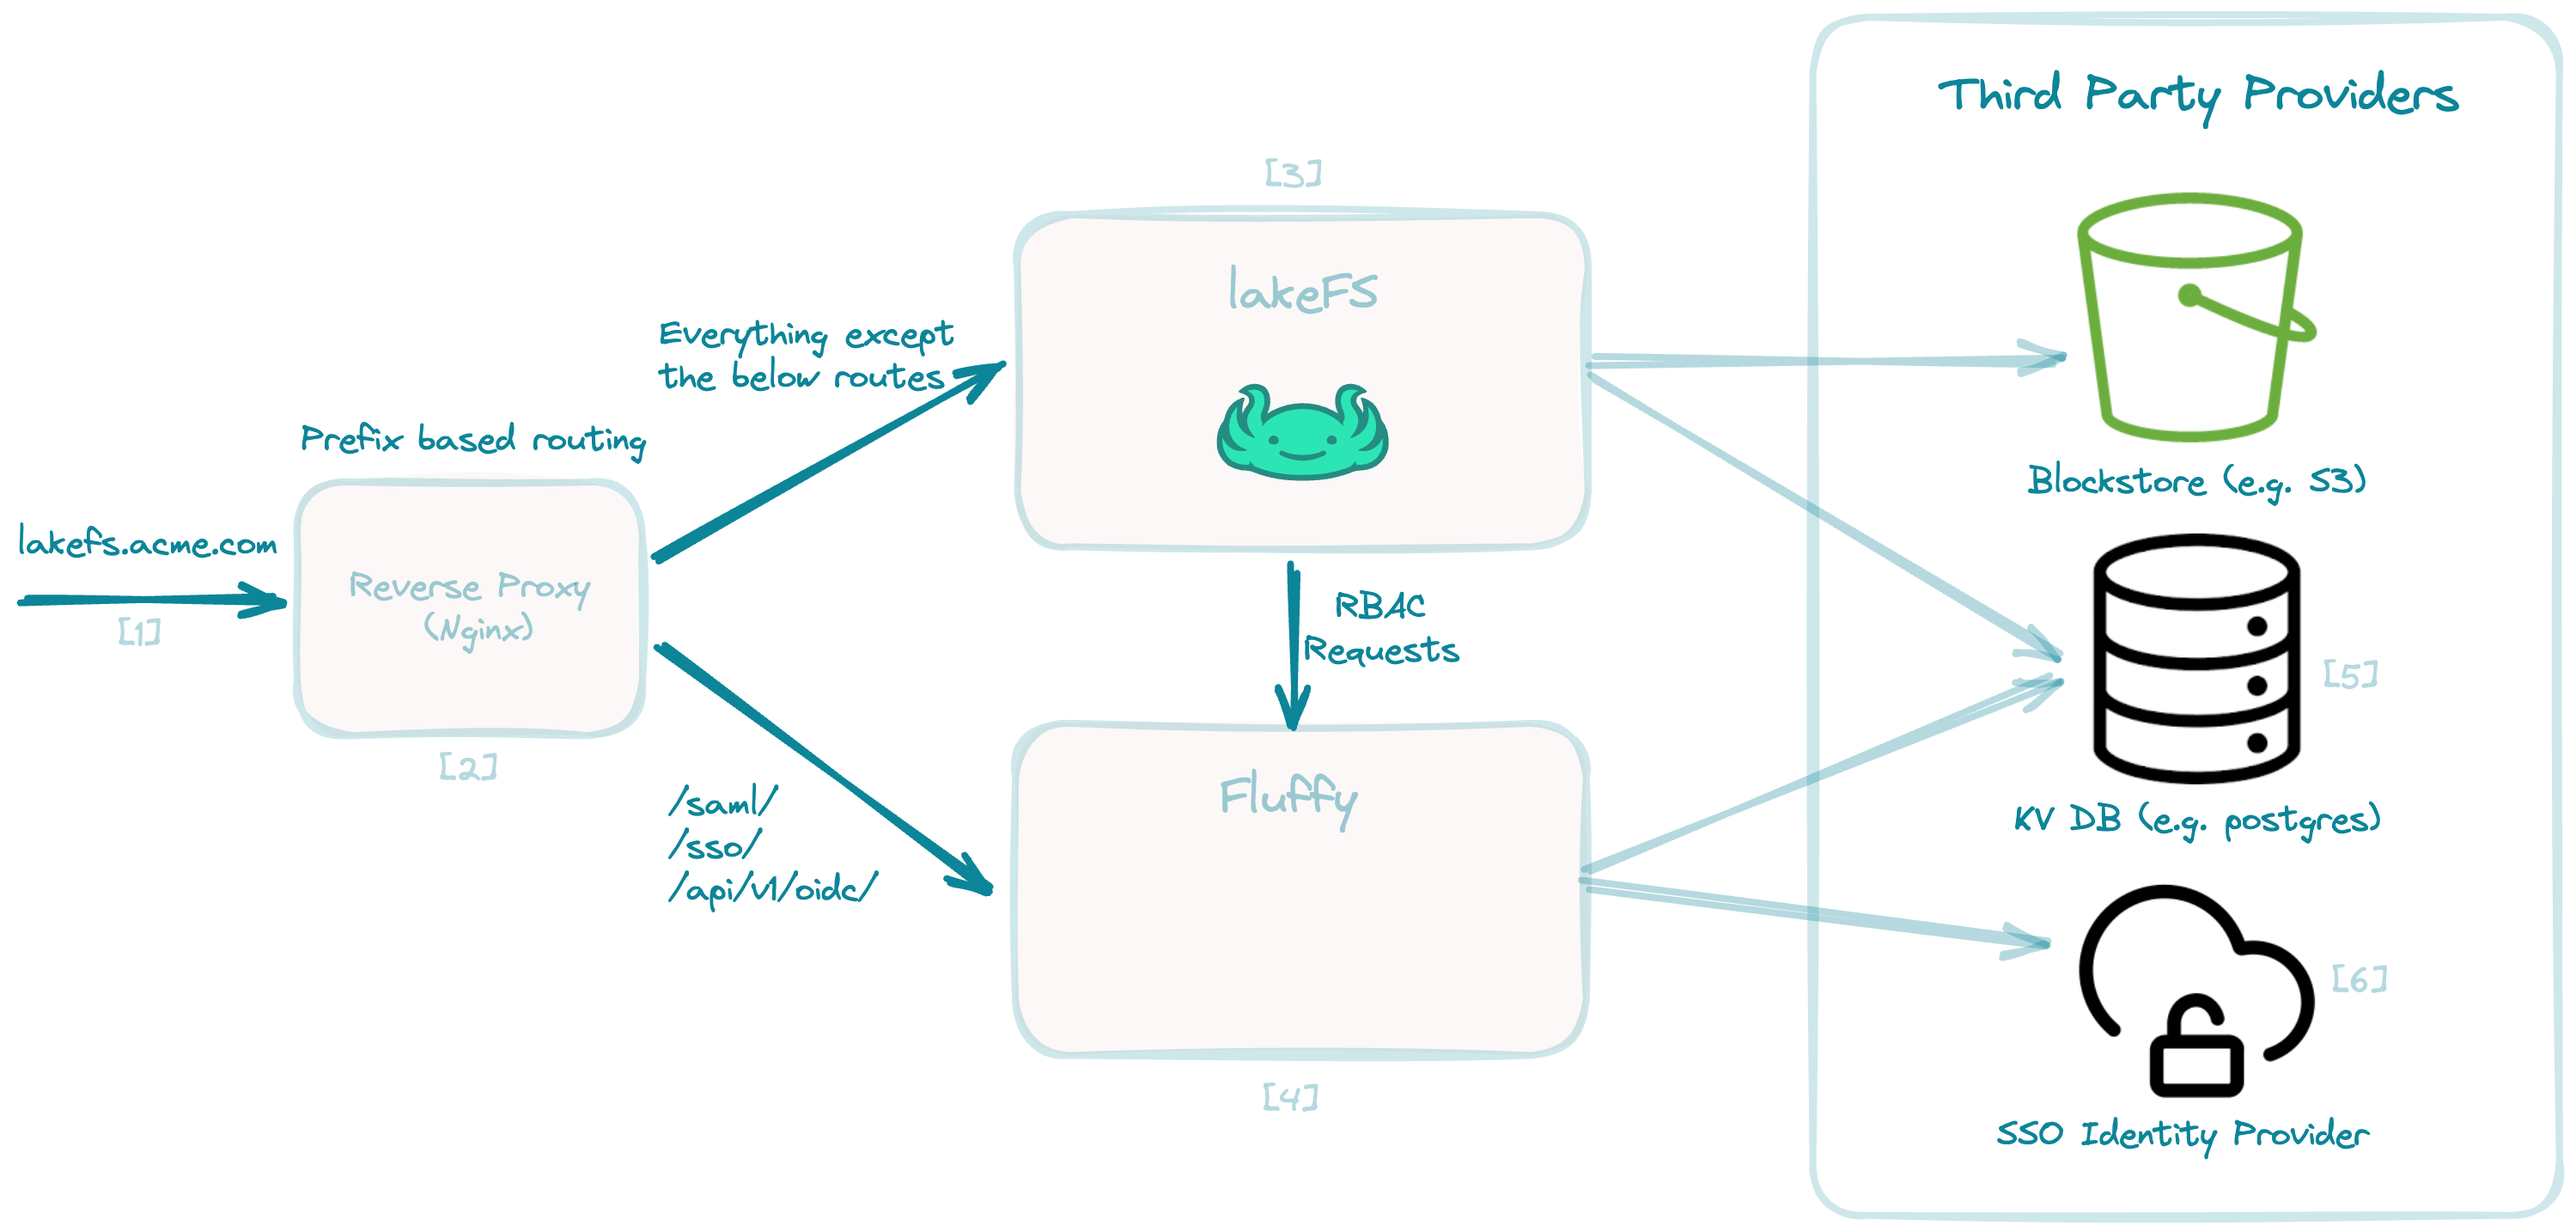 lakefs.acme.com
[1]
Prefix based routing
Reverse Proxy
(Nginx)
[2]
Everything except
the below routes
/saml/
/sso/
/api/v1/oidc/
[3]
lakeFS
RBAC
Requests
Fluffy
[4]
Third Party Providers
Blockstore (e.g. S3)
[5]
KV DB (e.g. postgres)
[6]
SSO Identity Provider